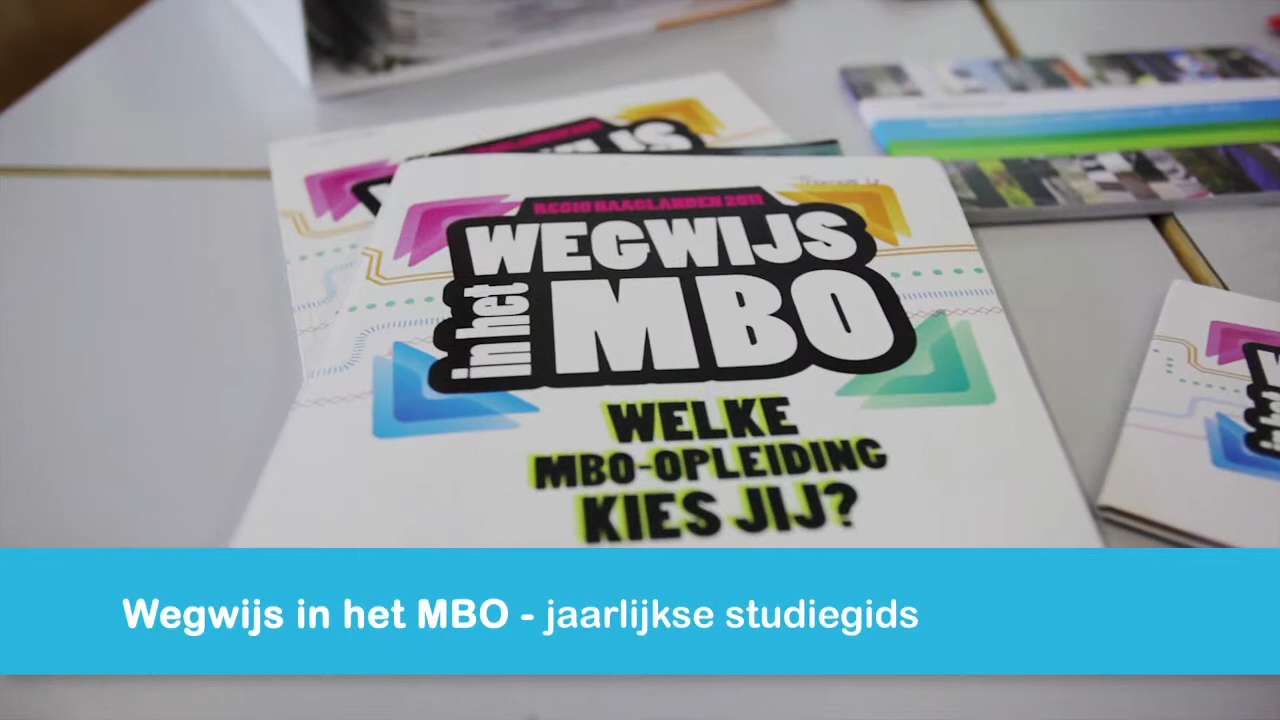 REGIO HAAGLANDEN 2011
WEGWIJS
in het
MBO
WELKE
MBO-OPLEIDING
KIES JIJ?
Wegwijs in het MBO - jaarlijkse studiegids